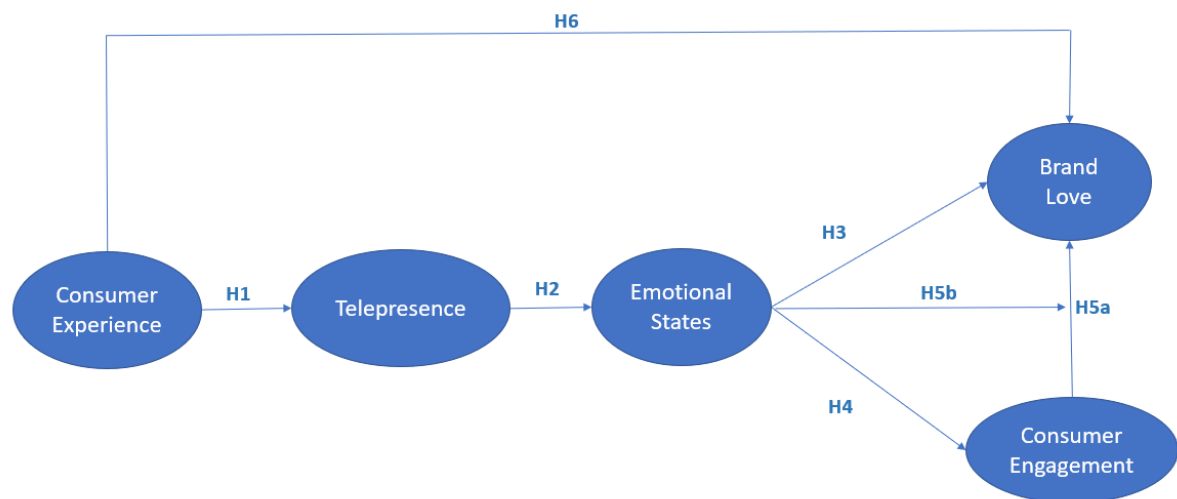 H6
Brand
Love
H3
Consumer
Experience
H1
Telepresence
H2
Emotional
States
H5b
H5a
H4
Consumer
Engagement